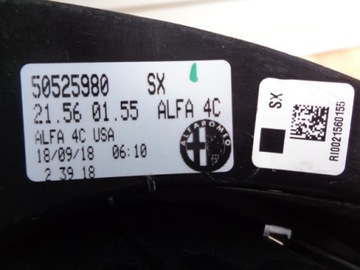 50525980 SX
21.56 01.55 ALFA 4C
ALFA 4C USA
18/09/18 06:10
2 39 18
ALFA ROMEO
SX
RI0021560155